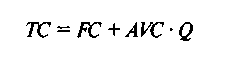 TC = FC + AVC · Q